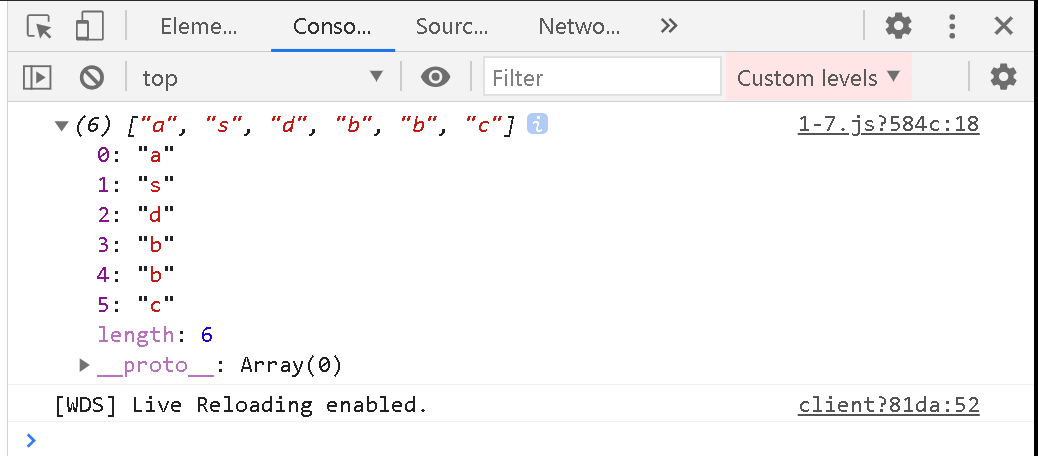 Eleme... Conso... Sourc... Netwo... »
top ▼ Filter Custom levels ▼
▼(6) ["a", "s", "d", "b", "b", "c"] i 1-7.js?584c:18
0: "a"
1: "s"
2: "d"
3: "b"
4: "b"
5: "c"
length: 6
▶ __proto__: Array(0)
[WDS] Live Reloading enabled. client?81da:52